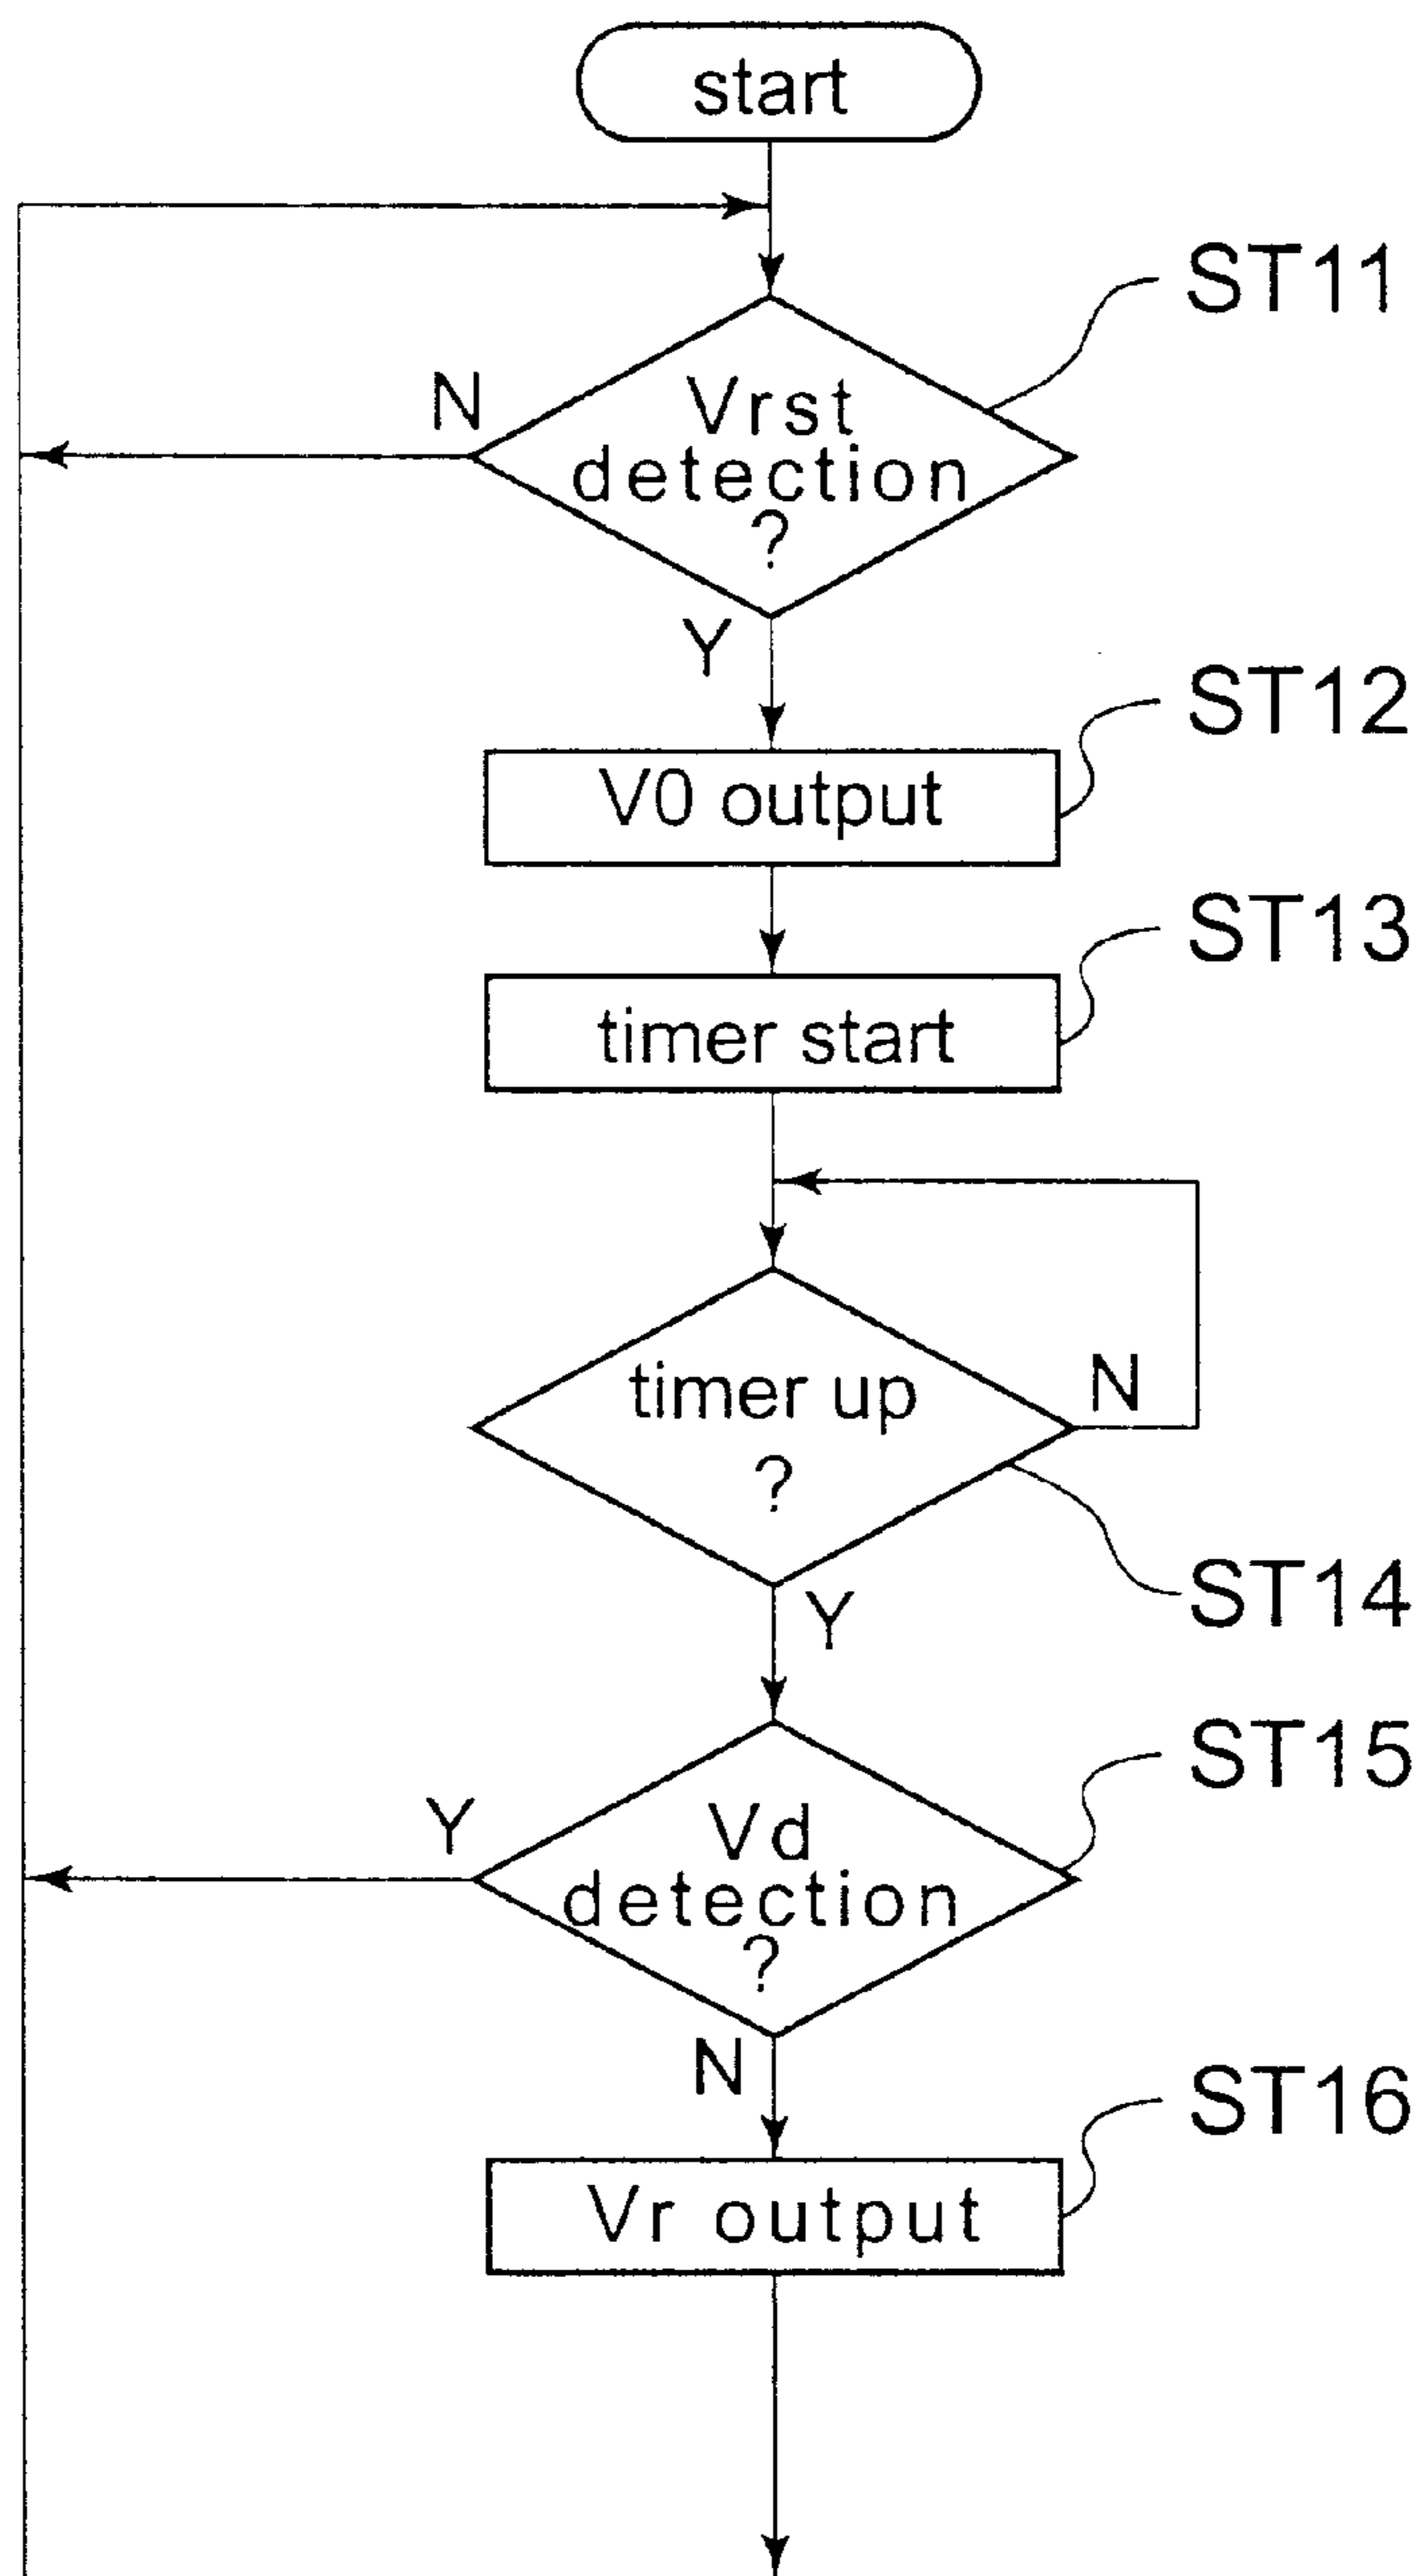 start
ST11
N
Vrst
detection
?
Y
ST12
V0 output
ST13
timer start
timer up
?
N
ST14
Y
ST15
Y
Vd
detection
?
N
ST16
Vr output